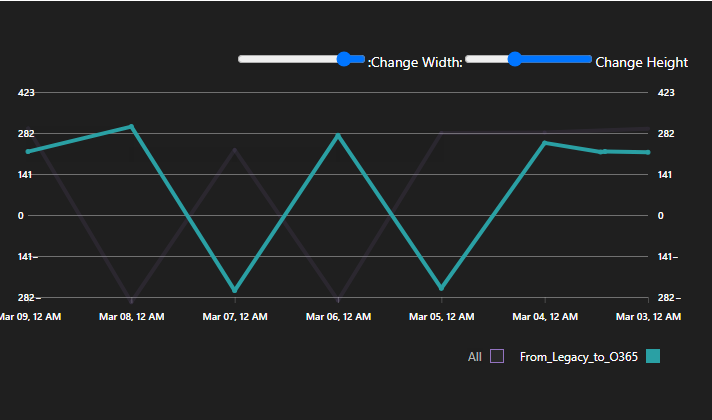 :Change Width: Change Height
423 423
282 282
141 141
0 0
141– 141–
282– 282–
Mar 09, 12 AM Mar 08, 12 AM Mar 07, 12 AM Mar 06, 12 AM Mar 05, 12 AM Mar 04, 12 AM Mar 03, 12 AM
All From_Legacy_to_O365